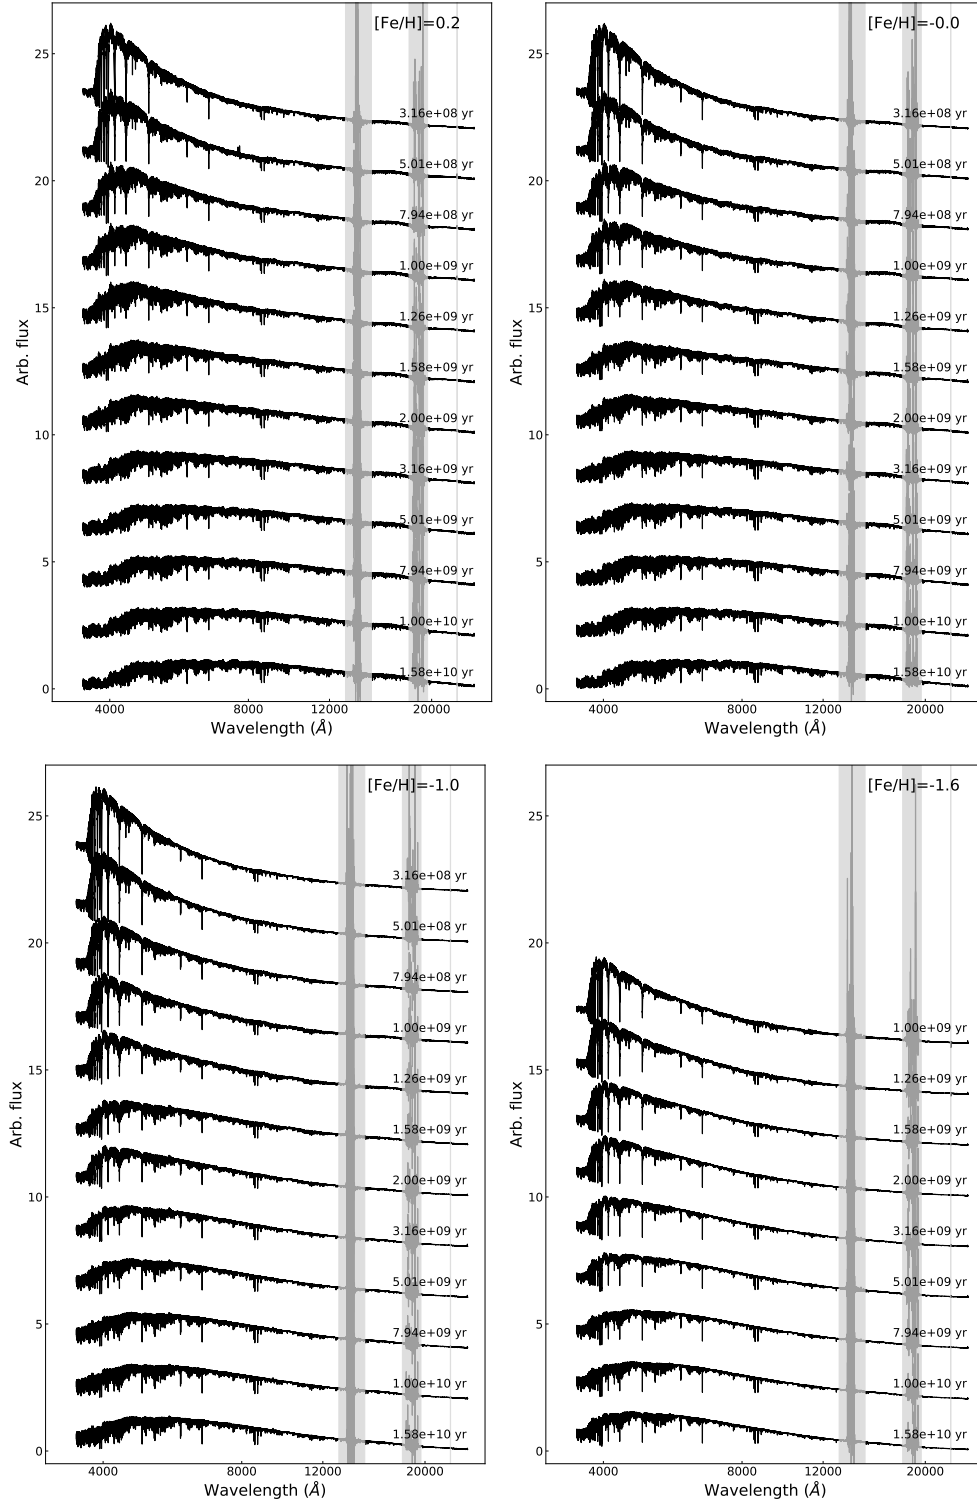 [Fe/H]=0.2
25
20
15
10
5
0
Arb. flux
3.16e+08 yr
5.01e+08 yr
7.94e+08 yr
1.00e+09 yr
1.26e+09 yr
1.58e+09 yr
2.00e+09 yr
3.16e+09 yr
5.01e+09 yr
7.94e+09 yr
1.00e+10 yr
1.58e+10 yr
4000 8000 12000 20000
Wavelength (Å)
[Fe/H]=-0.0
25
20
15
10
5
0
Arb. flux
3.16e+08 yr
5.01e+08 yr
7.94e+08 yr
1.00e+09 yr
1.26e+09 yr
1.58e+09 yr
2.00e+09 yr
3.16e+09 yr
5.01e+09 yr
7.94e+09 yr
1.00e+10 yr
1.58e+10 yr
4000 8000 12000 20000
Wavelength (Å)
[Fe/H]=-1.0
25
20
15
10
5
0
Arb. flux
3.16e+08 yr
5.01e+08 yr
7.94e+08 yr
1.00e+09 yr
1.26e+09 yr
1.58e+09 yr
2.00e+09 yr
3.16e+09 yr
5.01e+09 yr
7.94e+09 yr
1.00e+10 yr
1.58e+10 yr
4000 8000 12000 20000
Wavelength (Å)
[Fe/H]=-1.6
25
20
15
10
5
0
Arb. flux
1.00e+09 yr
1.26e+09 yr
1.58e+09 yr
2.00e+09 yr
3.16e+09 yr
5.01e+09 yr
7.94e+09 yr
1.00e+10 yr
1.58e+10 yr
4000 8000 12000 20000
Wavelength (Å)